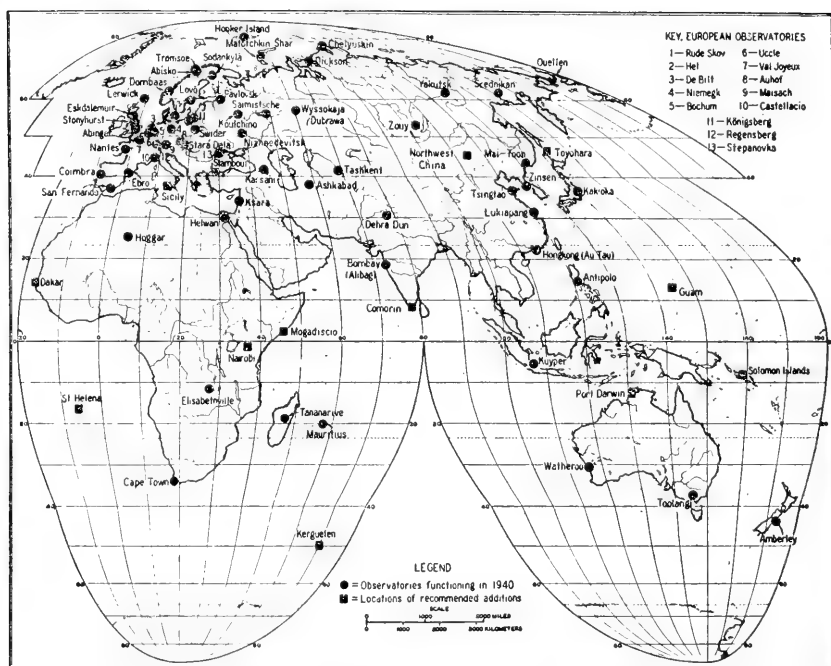 KEY, EUROPEAN OBSERVATORIES
1—Rude Skov 6—Uccle
2—Hel 7—Val Joyeux
3—De Bilt 8—Auhof
4—Niemegk 9—Maisach
5—Bochum 10—Castellacio
11—Königsberg
12—Regensberg
13—Stepanovka
Hooker Island
Matotchkin Shar
Chelyuskin
Tromsoe
Sodankylä
Dickson
Abisko
Ouellen
Dombaas
Yakutsk
Srednikan
Lerwick
Lovö
Pavlovsk
Eskdalemuir
Saimistsche
Wyssokaja
Dubrawa
Stonyhurst
Koutchino
Zouy
Abinger
Swider
Nizhnedevitsk
Nantes
Stara Dala
Northwest
China
Mai-Toon
Toyohara
Coimbra
Stamboul
Tashkent
Zinsen
Ebro
Karsani
Ashkabad
Tsingtao
Kakioka
San Fernando
Sicily
Ksara
Lukiapang
Helwan
Dehra Dun
Hoggar
Hongkong (Au Tau)
Bombay
(Alibag)
Antipolo
Dakar
Guam
Comorin
Mogadiscio
Nairobi
Kuyper
Solomon Islands
Elisabethville
Port Darwin
St Helena
Tananarive
Mauritius
Watheroo
Cape Town
Toolangi
Amberley
Kerguelen
LEGEND
= Observatories functioning in 1940
= Locations of recommended additions
SCALE
0 1000 2000 MILES
0 1000 2000 3000 KILOMETERS